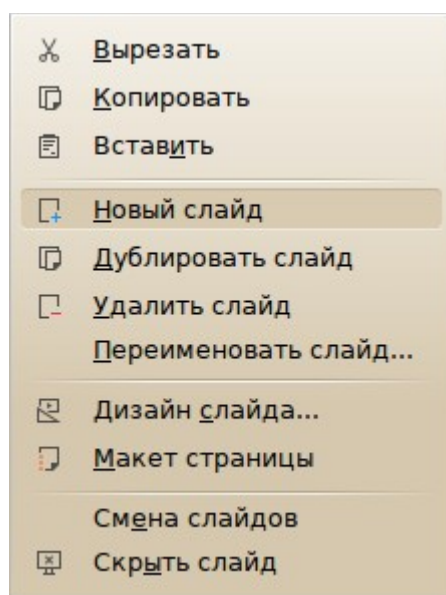 Вырезать
Копировать
Вставить
Новый слайд
Дублировать слайд
Удалить слайд
Переименовать слайд...
Дизайн слайда...
Макет страницы
Смена слайдов
Скрыть слайд